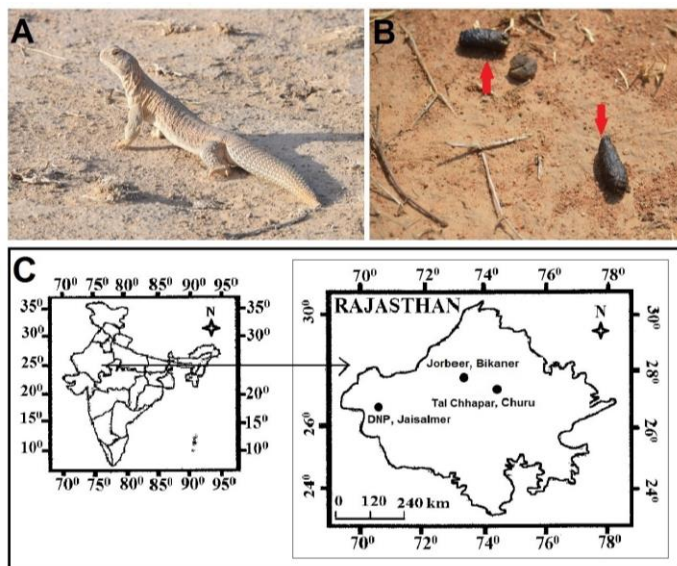 A
B
C
70⁰ 75⁰ 80⁰ 85⁰ 90⁰ 95⁰
35⁰
30⁰
25⁰
20⁰
15⁰
10⁰
N
35⁰
30⁰
25⁰
20⁰
15⁰
10⁰
70⁰ 75⁰ 80⁰ 85⁰ 90⁰ 95⁰
70⁰ 72⁰ 74⁰ 76⁰ 78⁰
RAJASTHAN
N
30⁰
28⁰
26⁰
24⁰
Jorbeer, Bikaner
Tal Chhapar, Churu
DNP, Jaisalmer
30⁰
28⁰
26⁰
24⁰
0 120 240 km
70⁰ 72⁰ 74⁰ 76⁰ 78⁰